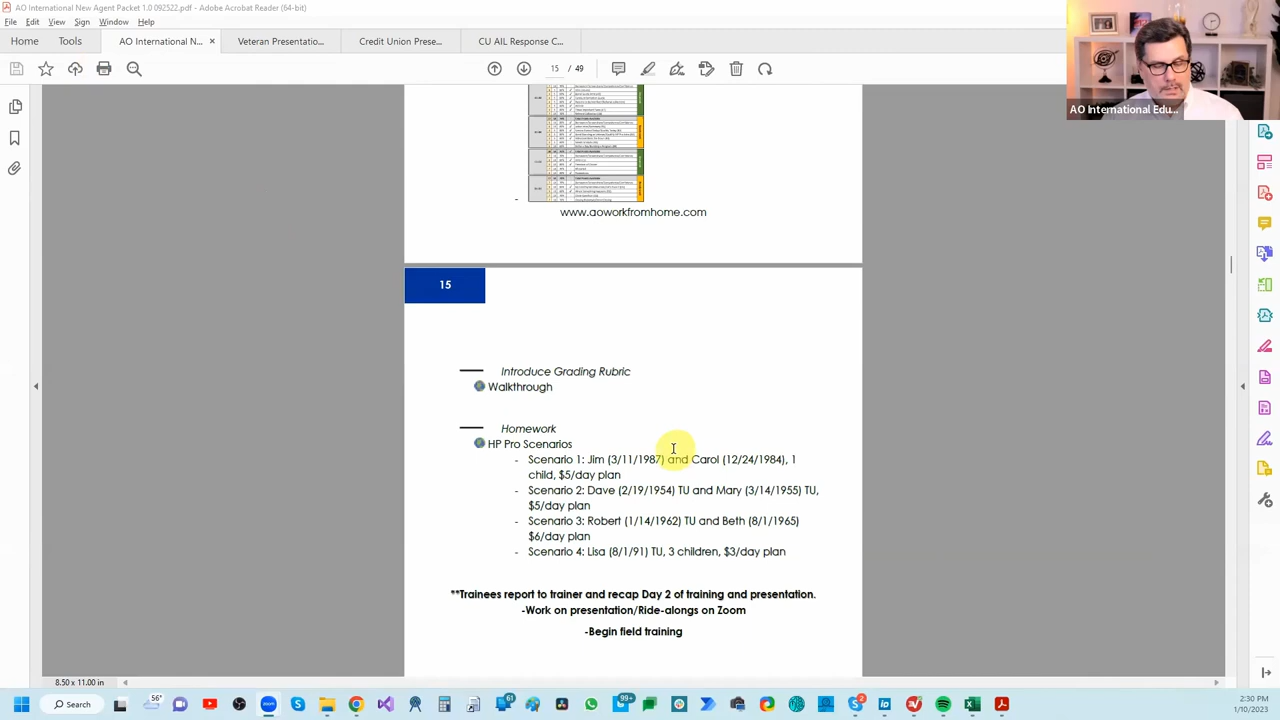 AO International New Agent Packet 1.0 092522.pdf - Adobe Acrobat Reader (64-bit)
File Edit View Sign Window Help
Home Tools AO International N... × Veteran Presentatio... Credit Union Prese... CU All Response C...
15 / 49
AO International Edu...
www.aoworkfromhome.com
15
Introduce Grading Rubric
Walkthrough
Homework
HP Pro Scenarios
- Scenario 1: Jim (3/11/1987) and Carol (12/24/1984), 1
child, $5/day plan
- Scenario 2: Dave (2/19/1954) TU and Mary (3/14/1955) TU,
$5/day plan
- Scenario 3: Robert (1/14/1962) TU and Beth (8/1/1965)
$6/day plan
- Scenario 4: Lisa (8/1/91) TU, 3 children, $3/day plan
**Trainees report to trainer and recap Day 2 of training and presentation.
-Work on presentation/Ride-alongs on Zoom
-Begin field training
8.50 x 11.00 in
Search
56°
61
99+
2
2:30 PM
1/10/2023